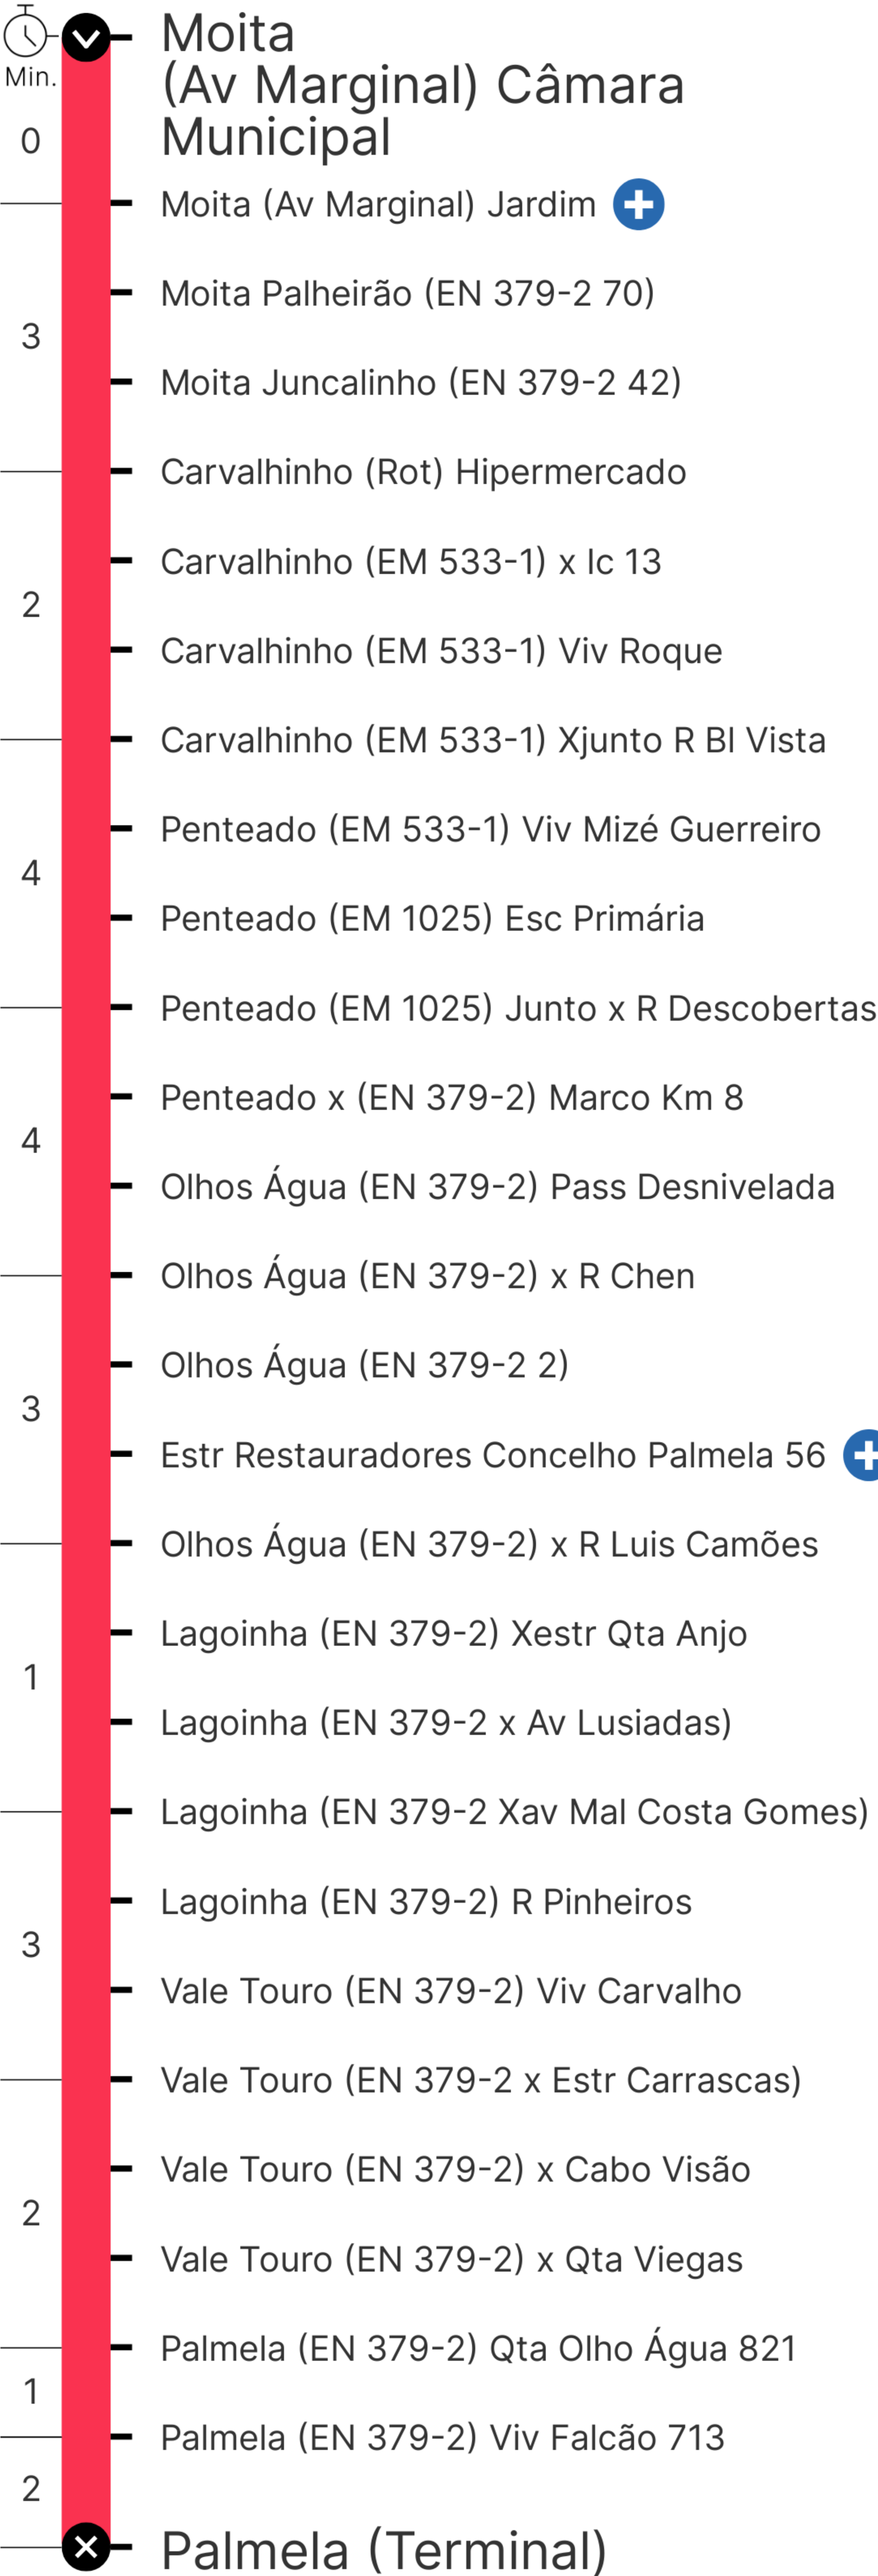 Moita
(Av Marginal) Câmara
Municipal
Min.
0
Moita (Av Marginal) Jardim
Moita Palheirão (EN 379-2 70)
3
Moita Juncalinho (EN 379-2 42)
Carvalhinho (Rot) Hipermercado
Carvalhinho (EM 533-1) x Ic 13
2
Carvalhinho (EM 533-1) Viv Roque
Carvalhinho (EM 533-1) Xjunto R Bl Vista
Penteado (EM 533-1) Viv Mizé Guerreiro
4
Penteado (EM 1025) Esc Primária
Penteado (EM 1025) Junto x R Descobertas
Penteado x (EN 379-2) Marco Km 8
4
Olhos Água (EN 379-2) Pass Desnivelada
Olhos Água (EN 379-2) x R Chen
Olhos Água (EN 379-2 2)
3
Estr Restauradores Concelho Palmela 56
Olhos Água (EN 379-2) x R Luis Camões
Lagoinha (EN 379-2) Xestr Qta Anjo
1
Lagoinha (EN 379-2 x Av Lusiadas)
Lagoinha (EN 379-2 Xav Mal Costa Gomes)
Lagoinha (EN 379-2) R Pinheiros
3
Vale Touro (EN 379-2) Viv Carvalho
Vale Touro (EN 379-2 x Estr Carrascas)
Vale Touro (EN 379-2) x Cabo Visão
2
Vale Touro (EN 379-2) x Qta Viegas
Palmela (EN 379-2) Qta Olho Água 821
1
Palmela (EN 379-2) Viv Falcão 713
2
Palmela (Terminal)